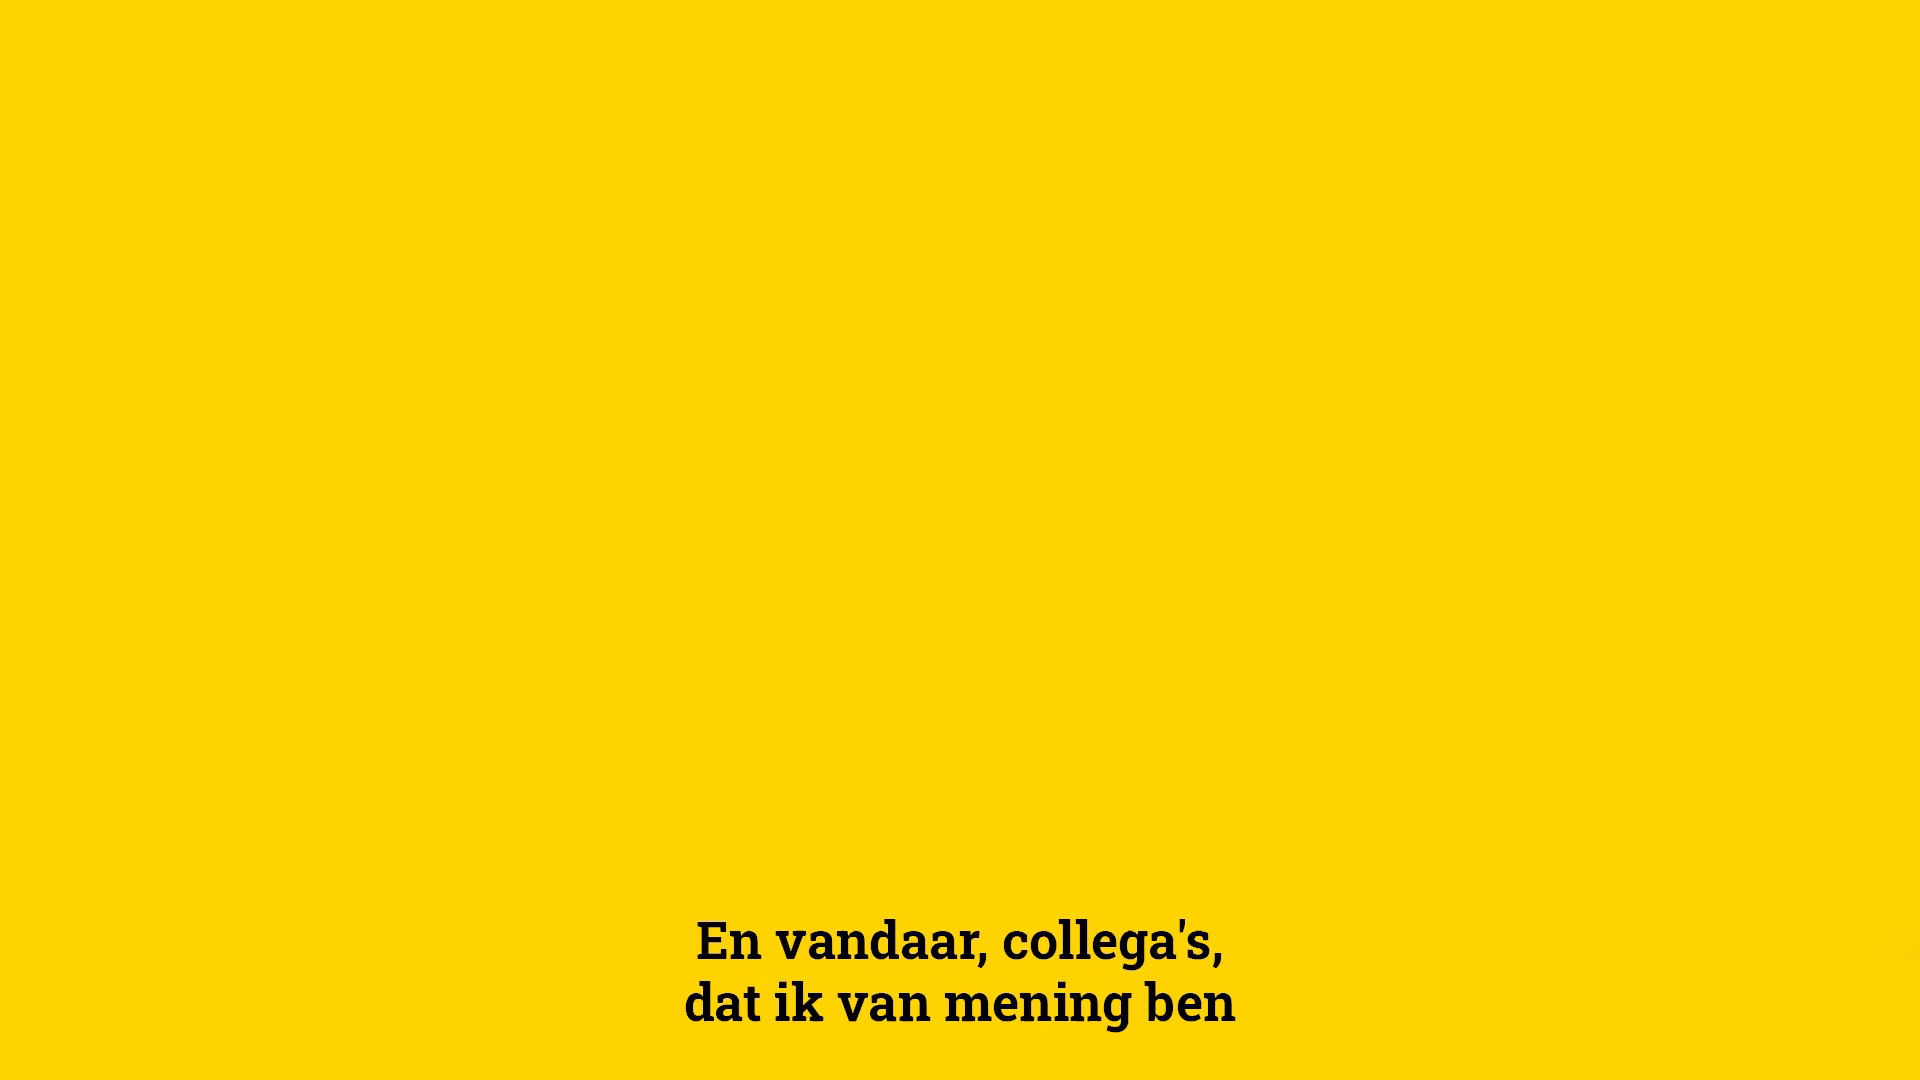 En vandaar, collega's,
dat ik van mening ben